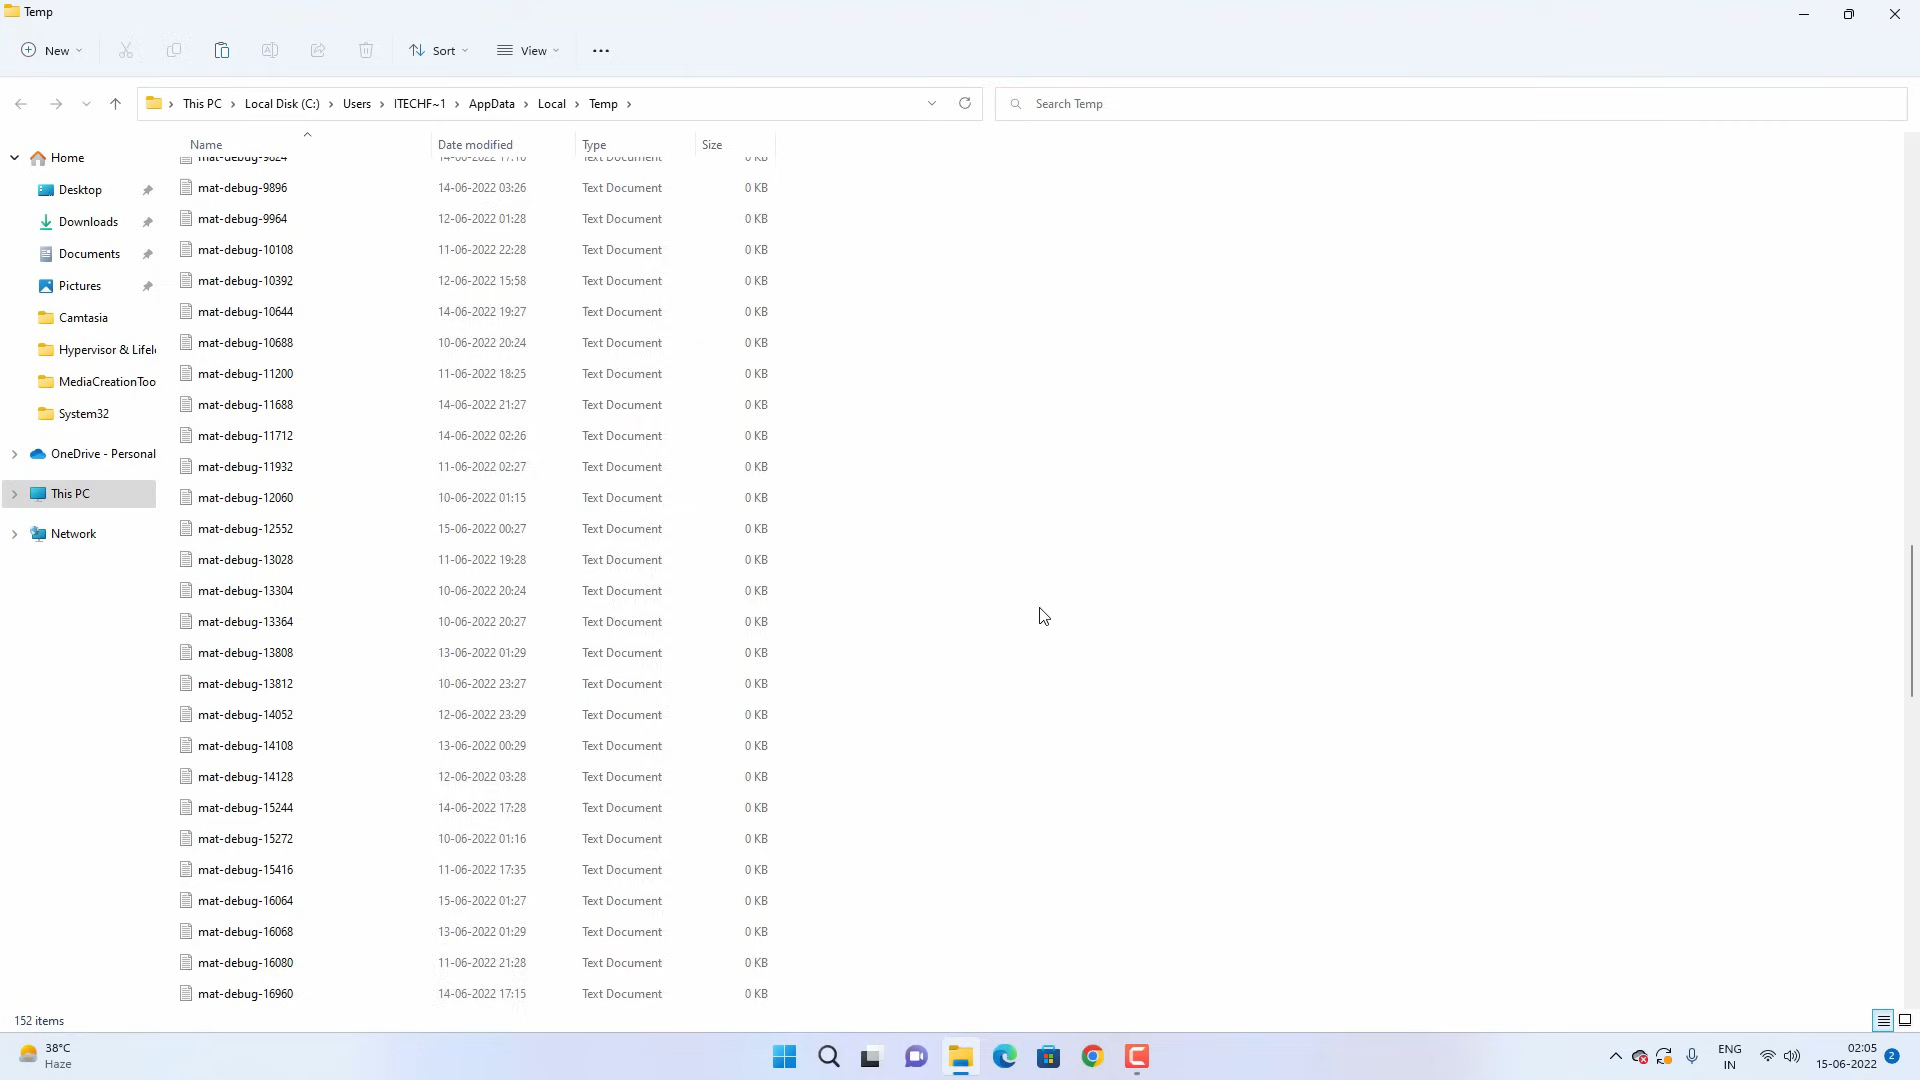 Temp
New
Sort
View
This PC
Local Disk (C:)
Users
ITECHF~1
AppData
Local
Temp
Search Temp
Home
Desktop
Downloads
Documents
Pictures
Camtasia
Hypervisor & Lifel
MediaCreationToo
System32
OneDrive - Personal
This PC
Network
Name Date modified Type Size
mat-debug-9824 14-06-2022 17:16 Text Document 0 KB
mat-debug-9896 14-06-2022 03:26 Text Document 0 KB
mat-debug-9964 12-06-2022 01:28 Text Document 0 KB
mat-debug-10108 11-06-2022 22:28 Text Document 0 KB
mat-debug-10392 12-06-2022 15:58 Text Document 0 KB
mat-debug-10644 14-06-2022 19:27 Text Document 0 KB
mat-debug-10688 10-06-2022 20:24 Text Document 0 KB
mat-debug-11200 11-06-2022 18:25 Text Document 0 KB
mat-debug-11688 14-06-2022 21:27 Text Document 0 KB
mat-debug-11712 14-06-2022 02:26 Text Document 0 KB
mat-debug-11932 11-06-2022 02:27 Text Document 0 KB
mat-debug-12060 10-06-2022 01:15 Text Document 0 KB
mat-debug-12552 15-06-2022 00:27 Text Document 0 KB
mat-debug-13028 11-06-2022 19:28 Text Document 0 KB
mat-debug-13304 10-06-2022 20:24 Text Document 0 KB
mat-debug-13364 10-06-2022 20:27 Text Document 0 KB
mat-debug-13808 13-06-2022 01:29 Text Document 0 KB
mat-debug-13812 10-06-2022 23:27 Text Document 0 KB
mat-debug-14052 12-06-2022 23:29 Text Document 0 KB
mat-debug-14108 13-06-2022 00:29 Text Document 0 KB
mat-debug-14128 12-06-2022 03:28 Text Document 0 KB
mat-debug-15244 14-06-2022 17:28 Text Document 0 KB
mat-debug-15272 10-06-2022 01:16 Text Document 0 KB
mat-debug-15416 11-06-2022 17:35 Text Document 0 KB
mat-debug-16064 15-06-2022 01:27 Text Document 0 KB
mat-debug-16068 13-06-2022 01:29 Text Document 0 KB
mat-debug-16080 11-06-2022 21:28 Text Document 0 KB
mat-debug-16960 14-06-2022 17:15 Text Document 0 KB
152 items
38°C
Haze
ENG
IN
02:05
15-06-2022
2